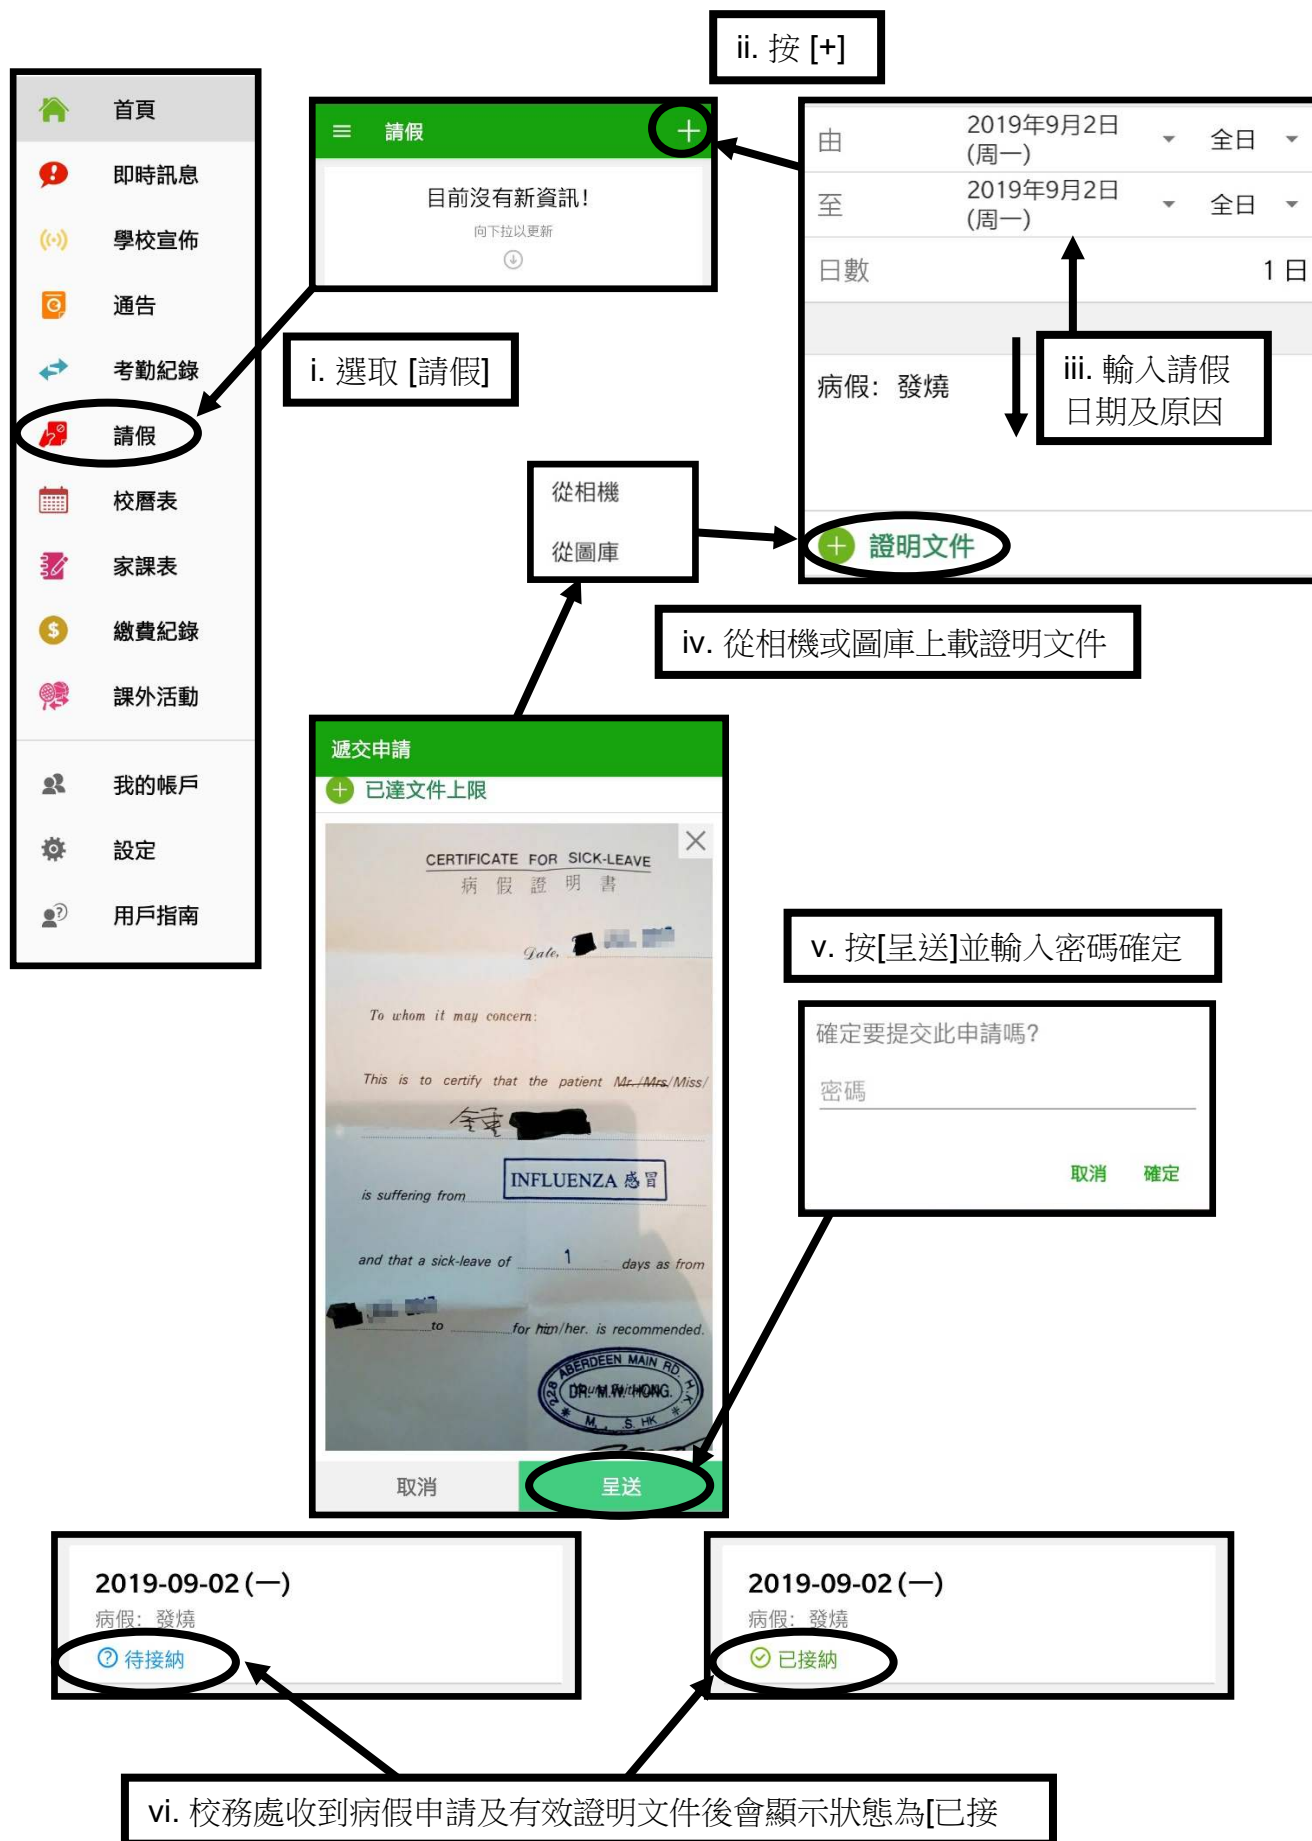 ii. 按 [+]
首頁
即時訊息
學校宣佈
通告
考勤紀錄
請假
校曆表
家課表
繳費紀錄
課外活動
我的帳戶
設定
用戶指南
請假
目前沒有新資訊!
向下拉以更新
i. 選取 [請假]
由 2019年9月2日 (周一) 全日
至 2019年9月2日 (周一) 全日
日數 1 日
病假: 發燒
iii. 輸入請假
日期及原因
證明文件
從相機
從圖庫
iv. 從相機或圖庫上載證明文件
遞交申請
已達文件上限
CERTIFICATE FOR SICK-LEAVE
病 假 證 明 書
Date,
To whom it may concern:
This is to certify that the patient Mr./Mrs/Miss/
鍾
is suffering from INFLUENZA 感冒
and that a sick-leave of 1 days as from
to for him/her. is recommended.
228 ABERDEEN MAIN RD. H.K.
DR. M.W. HONG.
取消 呈送
v. 按[呈送]並輸入密碼確定
確定要提交此申請嗎?
密碼
取消 確定
2019-09-02 (一)
病假: 發燒
待接納
2019-09-02 (一)
病假: 發燒
已接納
vi. 校務處收到病假申請及有效證明文件後會顯示狀態為[已接